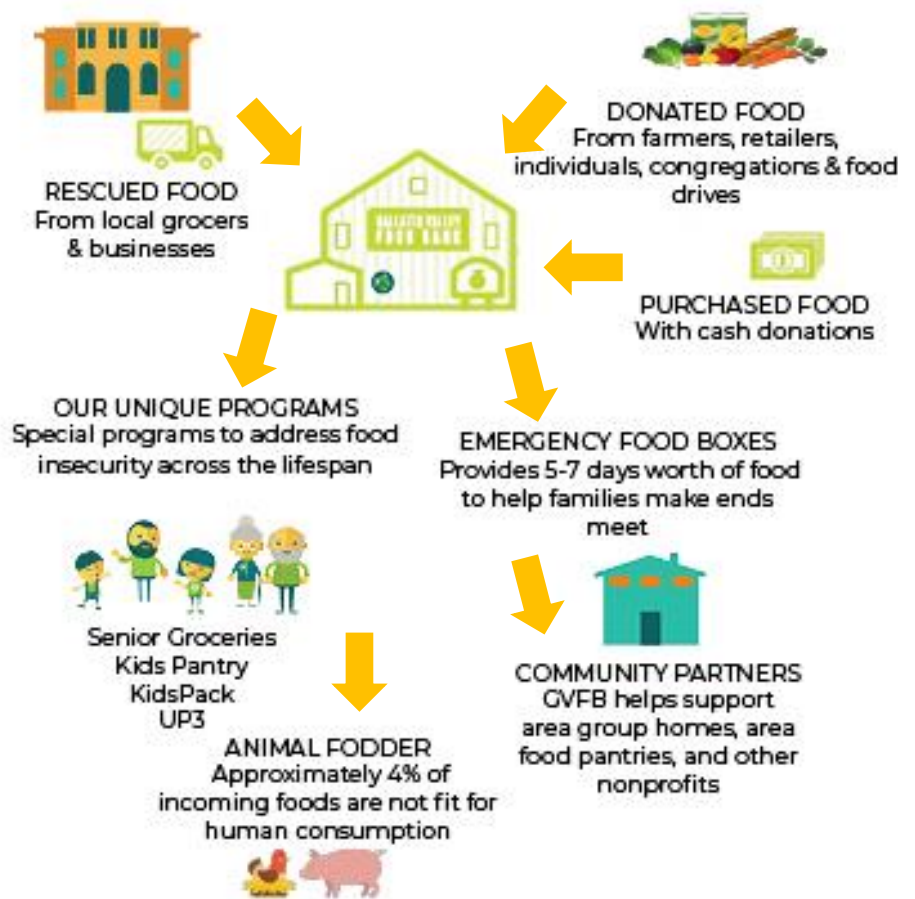 RESCUED FOOD
From local grocers
& businesses
DONATED FOOD
From farmers, retailers,
individuals, congregations & food
drives
GALLATIN VALLEY
FOOD BANK
PURCHASED FOOD
With cash donations
OUR UNIQUE PROGRAMS
Special programs to address food
insecurity across the lifespan
EMERGENCY FOOD BOXES
Provides 5-7 days worth of food
to help families make ends
meet
Senior Groceries
Kids Pantry
KidsPack
UP3
COMMUNITY PARTNERS
GVFB helps support
area group homes, area
food pantries, and other
nonprofits
ANIMAL FODDER
Approximately 4% of
incoming foods are not fit for
human consumption